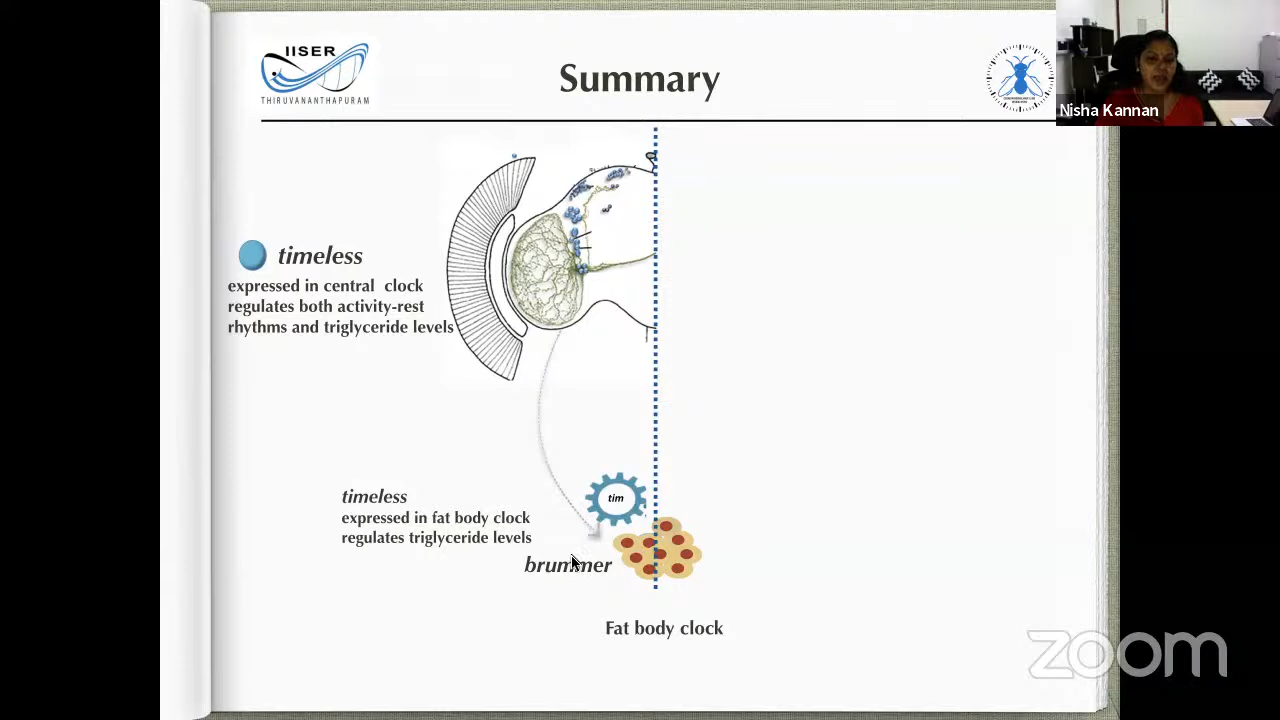 IISER
THIRUVANANTHAPURAM
Summary
Nisha Kannan
timeless
expressed in central clock
regulates both activity-rest
rhythms and triglyceride levels
tim
timeless
expressed in fat body clock
regulates triglyceride levels
brummer
Fat body clock
zoom